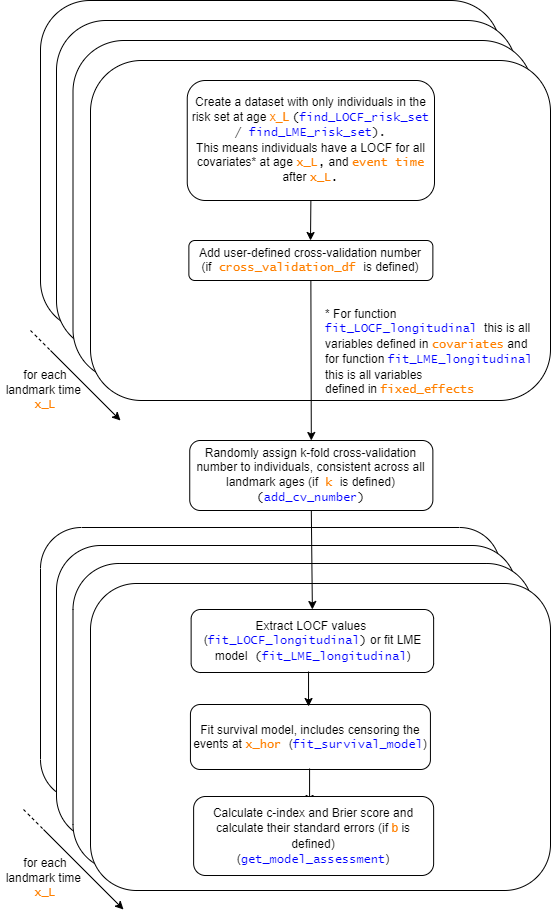 Create a dataset with only individuals in the
risk set at age x_L (find_LOCF_risk_set
/ find_LME_risk_set).
This means individuals have a LOCF for all
covariates* at age x_L, and event time
after x_L.
Add user-defined cross-validation number
(if cross_validation_df is defined)
* For function
fit_LOCF_longitudinal this is all
variables defined in covariates and
for function fit_LME_longitudinal
this is all variables
defined in fixed_effects
for each
landmark time
x_L
Randomly assign k-fold cross-validation
number to individuals, consistent across all
landmark ages (if k is defined)
(add_cv_number)
Extract LOCF values
(fit_LOCF_longitudinal) or fit LME
model (fit_LME_longitudinal)
Fit survival model, includes censoring the
events at x_hor (fit_survival_model)
Calculate c-index and Brier score and
calculate their standard errors (if b is
defined)
(get_model_assessment)
for each
landmark time
x_L